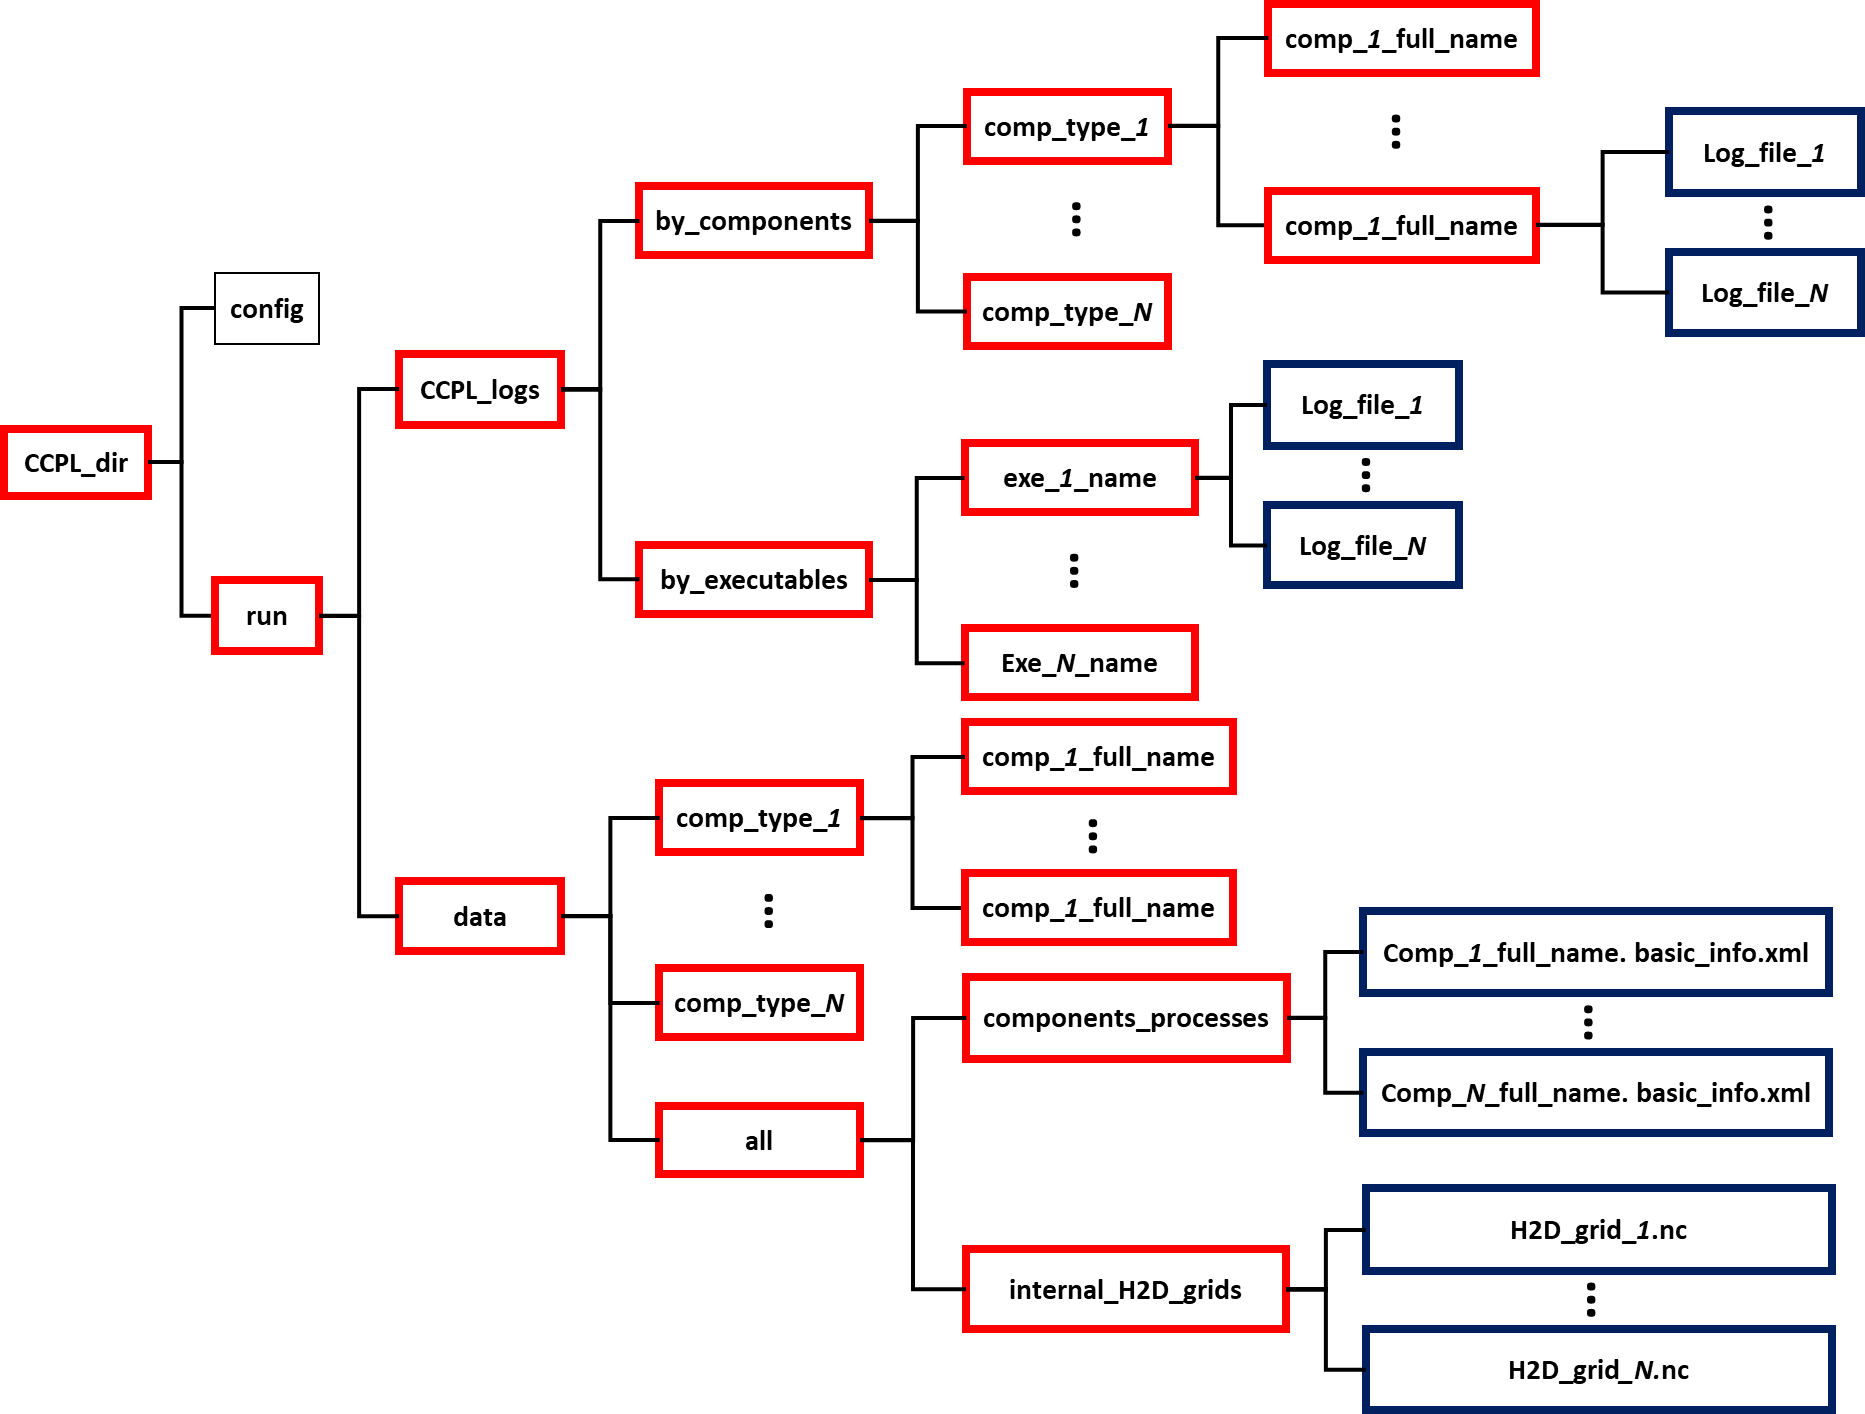 CCPL_dir
config
run
CCPL_logs
by_components
comp_type_1
comp_1_full_name
comp_1_full_name
Log_file_1
Log_file_N
comp_type_N
by_executables
exe_1_name
Log_file_1
Log_file_N
Exe_N_name
data
comp_type_1
comp_1_full_name
comp_1_full_name
comp_type_N
all
components_processes
Comp_1_full_name. basic_info.xml
Comp_N_full_name. basic_info.xml
internal_H2D_grids
H2D_grid_1.nc
H2D_grid_N.nc